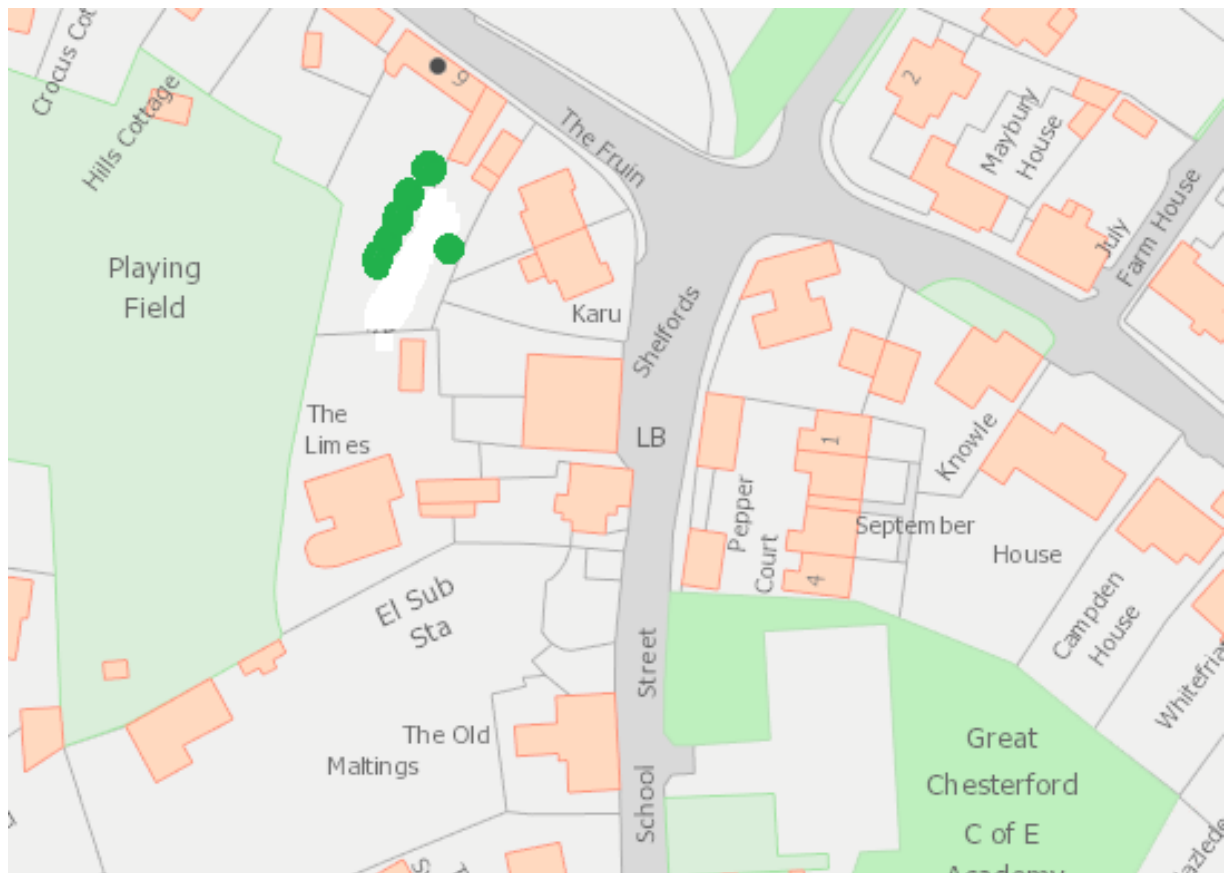 Crocus Cot
Hills Cottage
9
The Fruin
2
Maybury
House
July
Farm House
Playing
Field
Karu
Shelfords
The
Limes
LB
1
Knowle
Pepper
Court
September
House
4
El Sub
Sta
Campden
House
Whitefria
Street
The Old
Maltings
School
Great
Chesterford
C of E
Academy
azlede